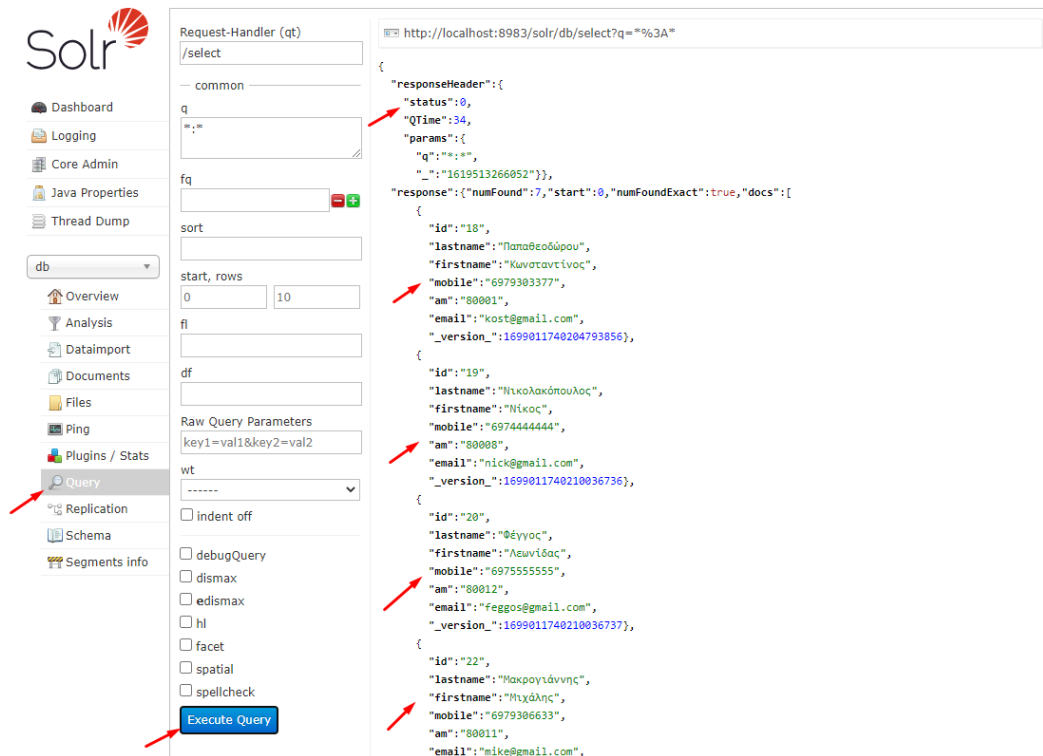 Solr
Dashboard
Logging
Core Admin
Java Properties
Thread Dump
db
Overview
Analysis
Dataimport
Documents
Files
Ping
Plugins / Stats
Query
Replication
Schema
Segments info
Request-Handler (qt)
/select
common
q
*:*
fq
sort
start, rows
0 10
fl
df
Raw Query Parameters
key1=val1&key2=val2
wt
------
indent off
debugQuery
dismax
edismax
hl
facet
spatial
spellcheck
Execute Query
http://localhost:8983/solr/db/select?q=*%3A*
{
"responseHeader":{
"status":0,
"QTime":34,
"params":{
"q":"*:*",
"_":"1619513266052"}},
"response":{"numFound":7,"start":0,"numFoundExact":true,"docs":[
{
"id":"18",
"lastname":"Παπαθεοδώρου",
"firstname":"Κωνσταντίνος",
"mobile":"6979303377",
"am":"80001",
"email":"kost@gmail.com",
"_version_":1699011740204793856},
{
"id":"19",
"lastname":"Νικολακόπουλος",
"firstname":"Νίκος",
"mobile":"6974444444",
"am":"80008",
"email":"nick@gmail.com",
"_version_":1699011740210036736},
{
"id":"20",
"lastname":"Φέγγος",
"firstname":"Λεωνίδας",
"mobile":"6975555555",
"am":"80012",
"email":"feggos@gmail.com",
"_version_":1699011740210036737},
{
"id":"22",
"lastname":"Μακρογιάννης",
"firstname":"Μιχάλης",
"mobile":"6979306633",
"am":"80011",
"email":"mike@gmail.com",